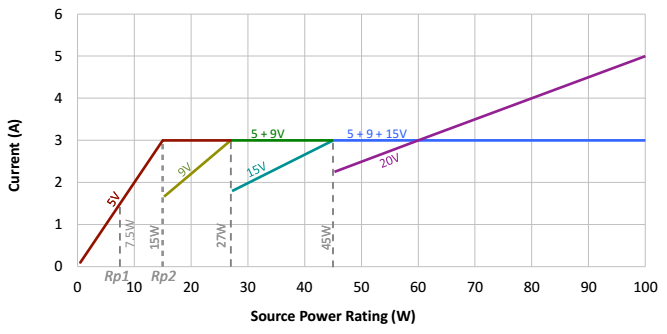 6
5
4
3
2
1
0
Current (A)
5 + 9V
5 + 9 + 15V
5V
9V
15V
20V
7.5W
15W
27W
45W
Rp1
Rp2
0
10
20
30
40
50
60
70
80
90
100
Source Power Rating (W)